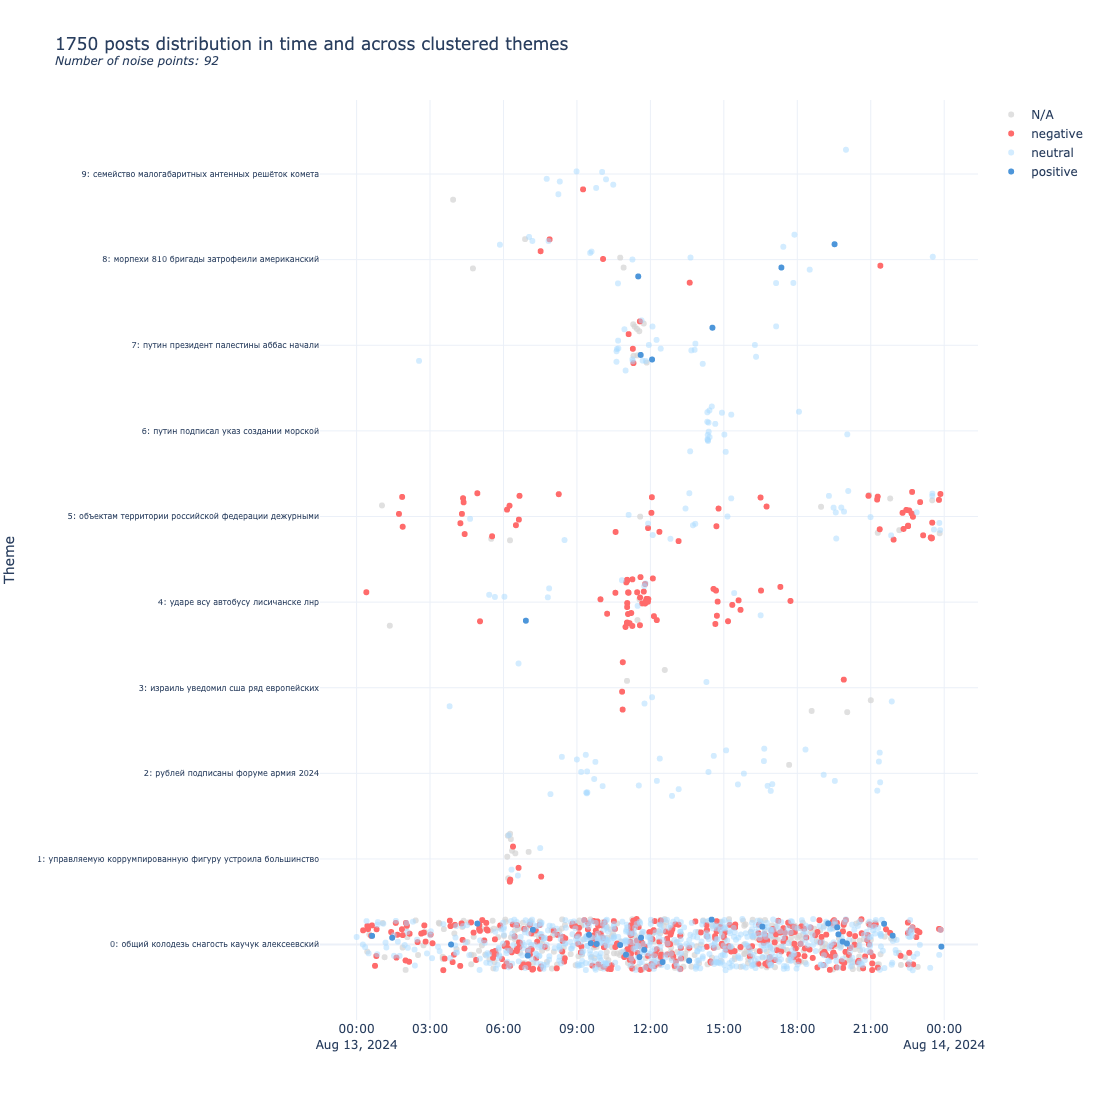 1750 posts distribution in time and across clustered themes
Number of noise points: 92
N/A
negative
neutral
positive
Theme
9: семейство малогабаритных антенных решёток комета
8: морпехи 810 бригады затрофеили американский
7: путин президент палестины аббас начали
6: путин подписал указ создании морской
5: объектам территории российской федерации дежурными
4: ударе всу автобусу лисичанске лнр
3: израиль уведомил сша ряд европейских
2: рублей подписаны форуме армия 2024
1: управляемую коррумпированную фигуру устроила большинство
0: общий колодезь снагость каучук алексеевский
00:00 03:00 06:00 09:00 12:00 15:00 18:00 21:00 00:00
Aug 13, 2024 Aug 14, 2024